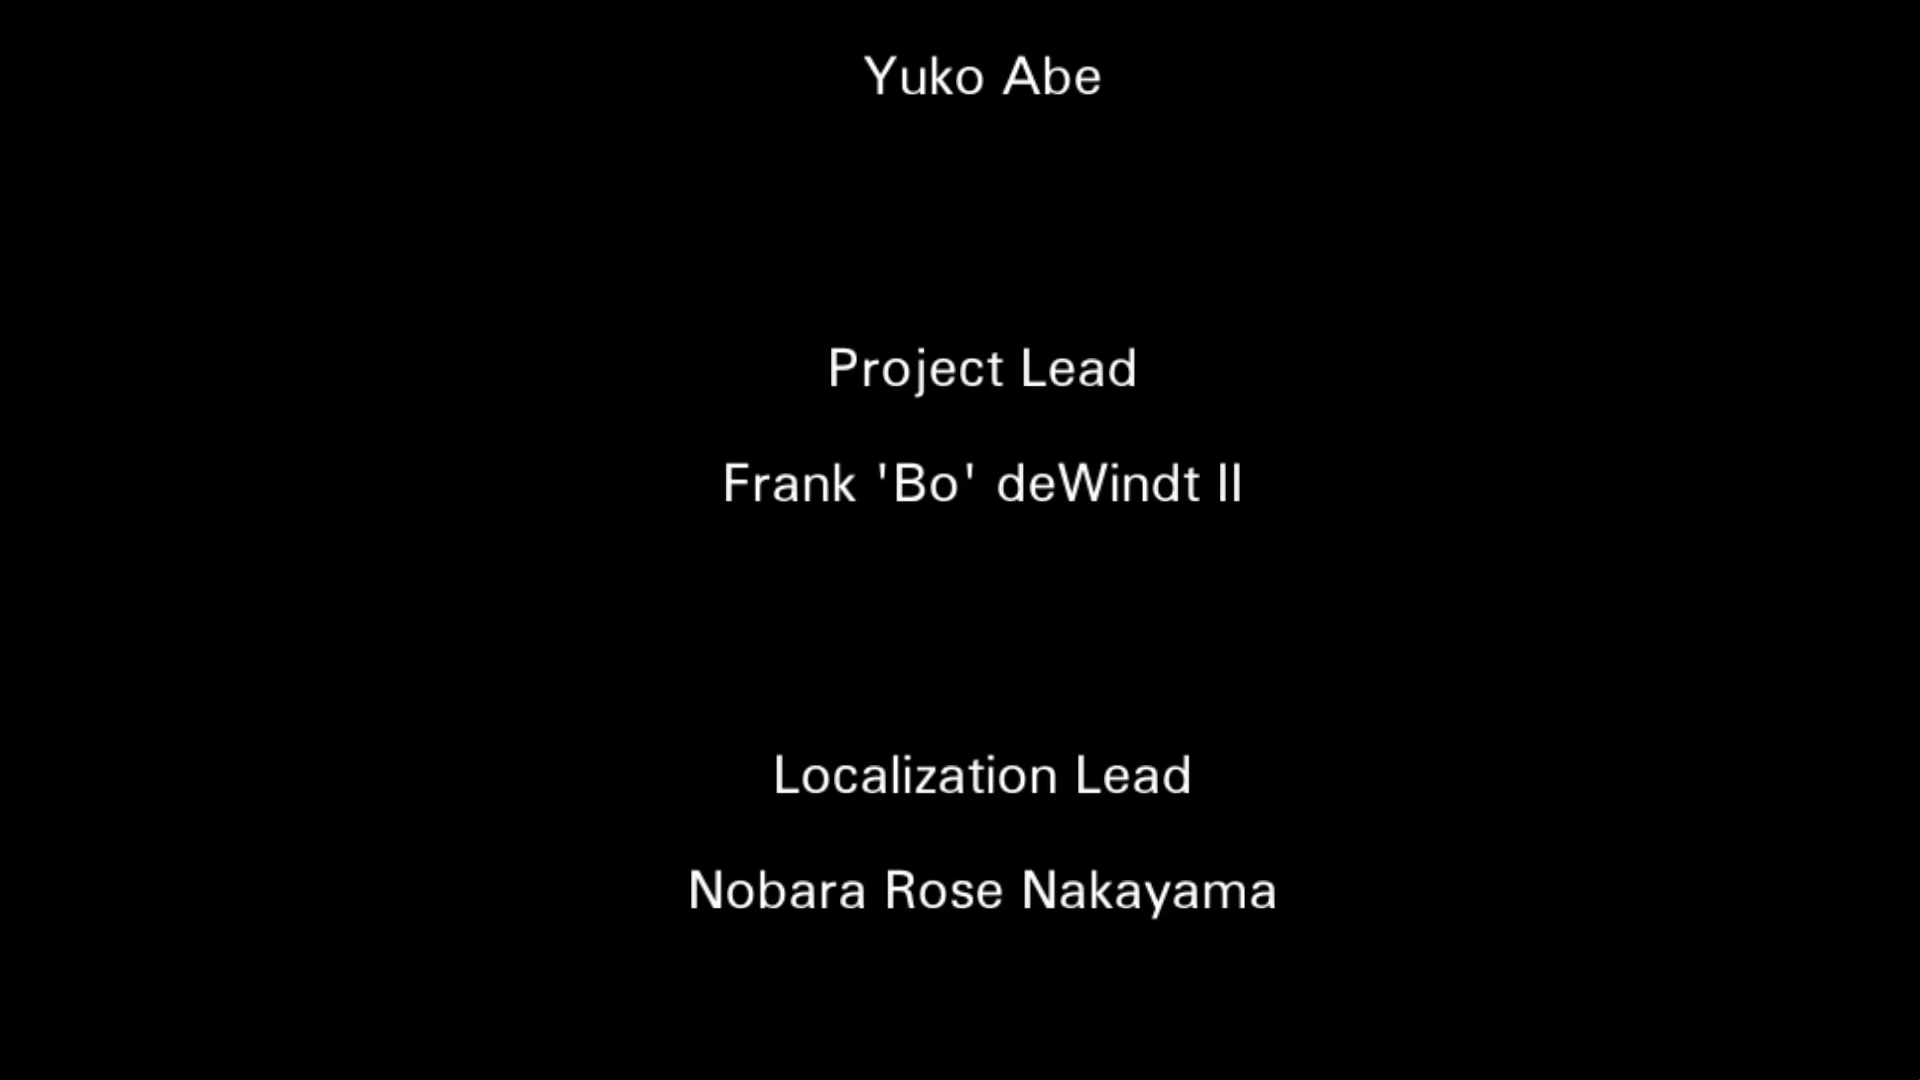 Yuko Abe
Project Lead
Frank 'Bo' deWindt II
Localization Lead
Nobara Rose Nakayama